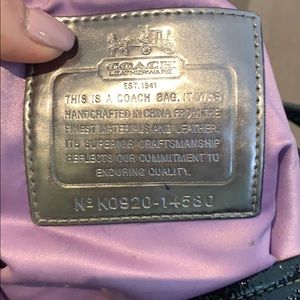 COACH
LEATHERWARE
EST. 1941
THIS IS A COACH BAG. IT WAS
HANDCRAFTED IN CHINA FROM THE
FINEST MATERIALS AND LEATHER.
ITS SUPERIOR CRAFTSMANSHIP
REFLECTS OUR COMMITMENT TO
ENDURING QUALITY.
Nº K0920-14580